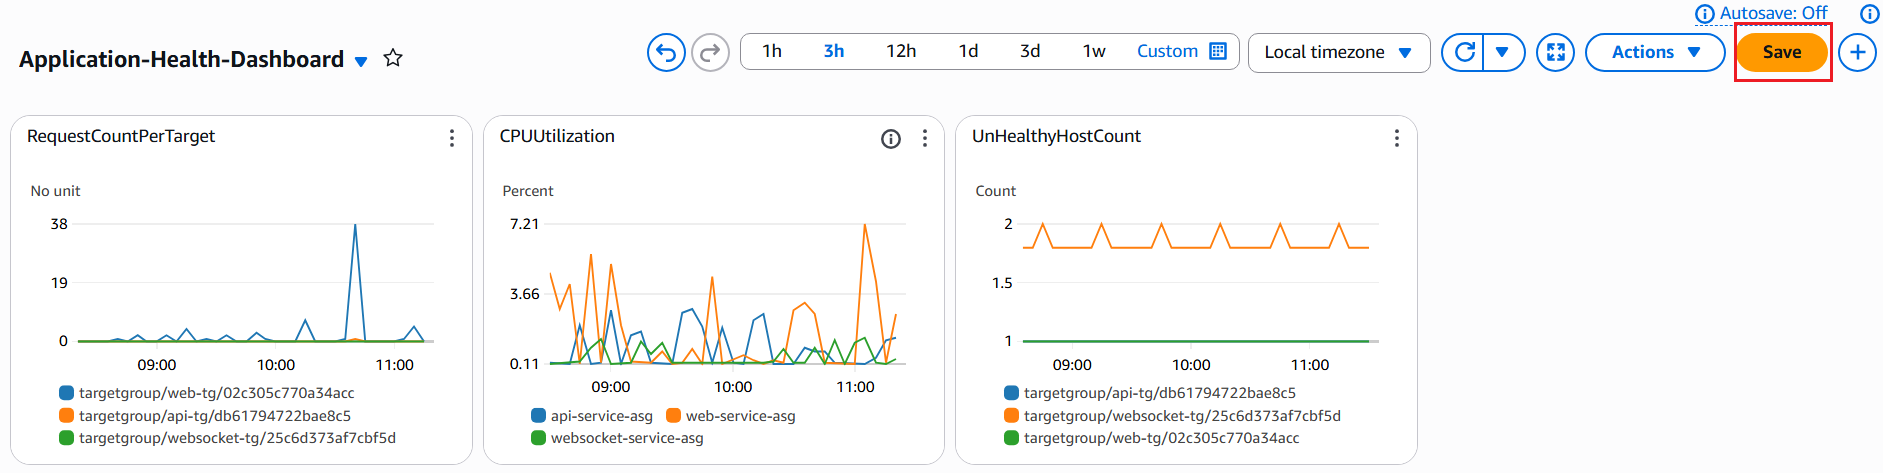 Autosave: Off
Application-Health-Dashboard
1h 3h 12h 1d 3d 1w Custom
Local timezone
Actions
Save
RequestCountPerTarget
No unit
38
19
0
09:00 10:00 11:00
targetgroup/web-tg/02c305c770a34acc
targetgroup/api-tg/db61794722bae8c5
targetgroup/websocket-tg/25c6d373af7cbf5d
CPUUtilization
Percent
7.21
3.66
0.11
09:00 10:00 11:00
api-service-asg web-service-asg
websocket-service-asg
UnHealthyHostCount
Count
2
1.5
1
09:00 10:00 11:00
targetgroup/api-tg/db61794722bae8c5
targetgroup/websocket-tg/25c6d373af7cbf5d
targetgroup/web-tg/02c305c770a34acc